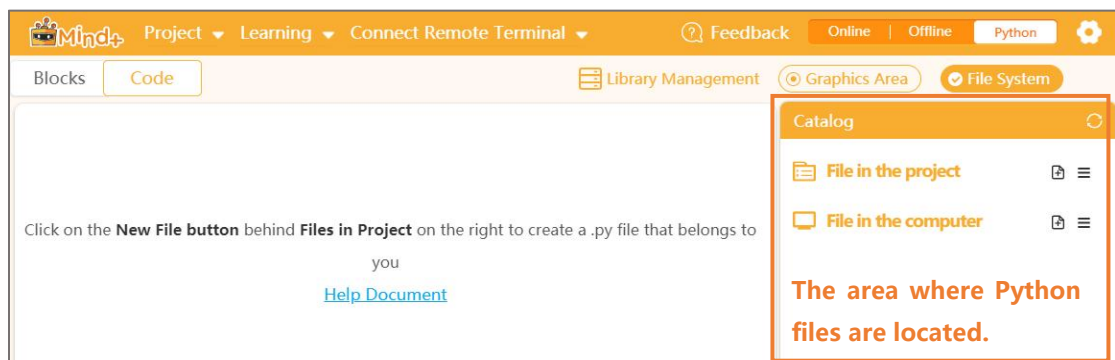 Mind+ Project Learning Connect Remote Terminal Feedback Online | Offline Python
Blocks Code Library Management Graphics Area File System
Catalog
File in the project
File in the computer
Click on the New File button behind Files in Project on the right to create a .py file that belongs to
you
Help Document
The area where Python
files are located.